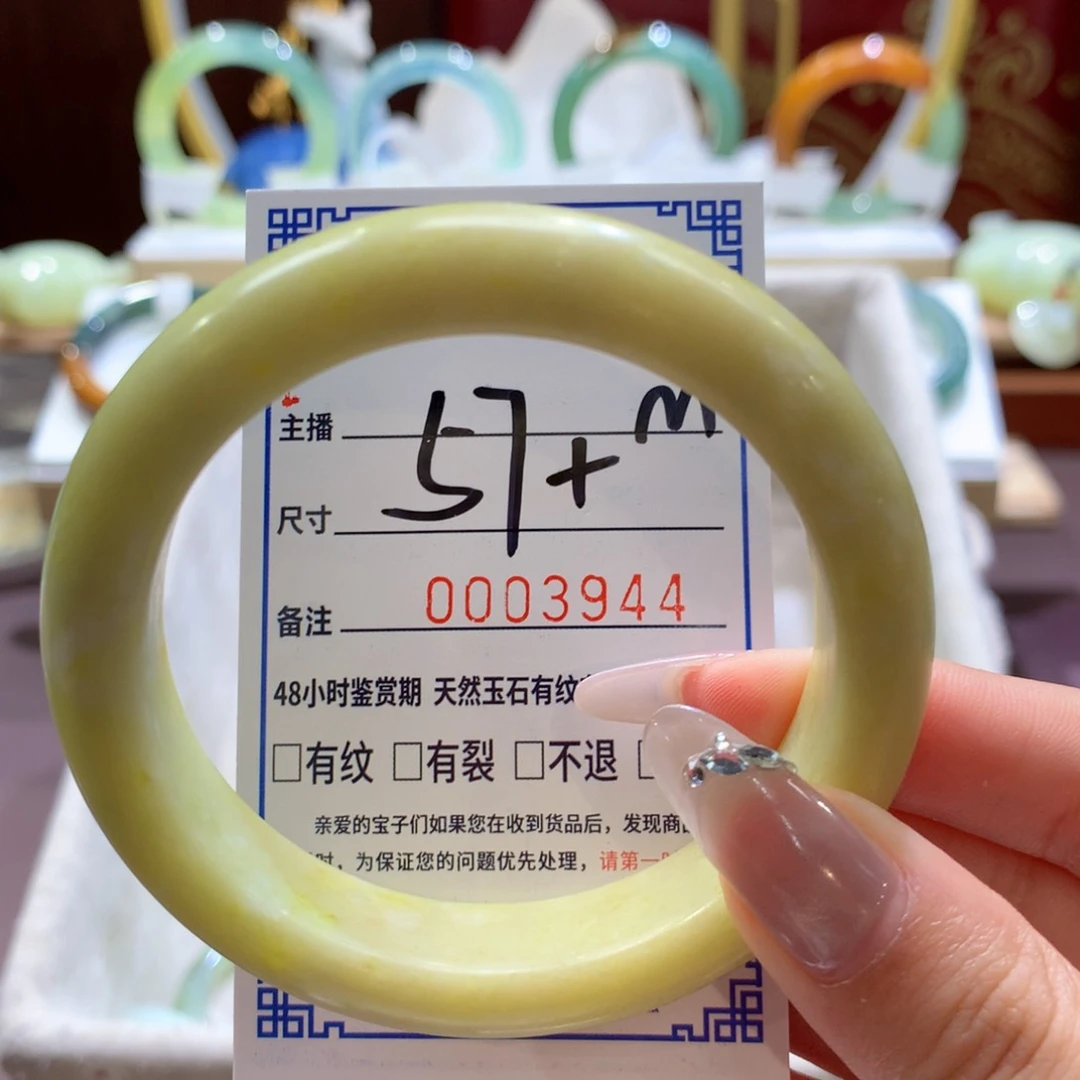 主播
57+ M
尺寸
备注 0003944
48小时鉴赏期 天然玉石有纹
□有纹 □有裂 □不退 □
亲爱的宝子们如果您在收到货品后，发现商
时，为保证您的问题优先处理，请第一